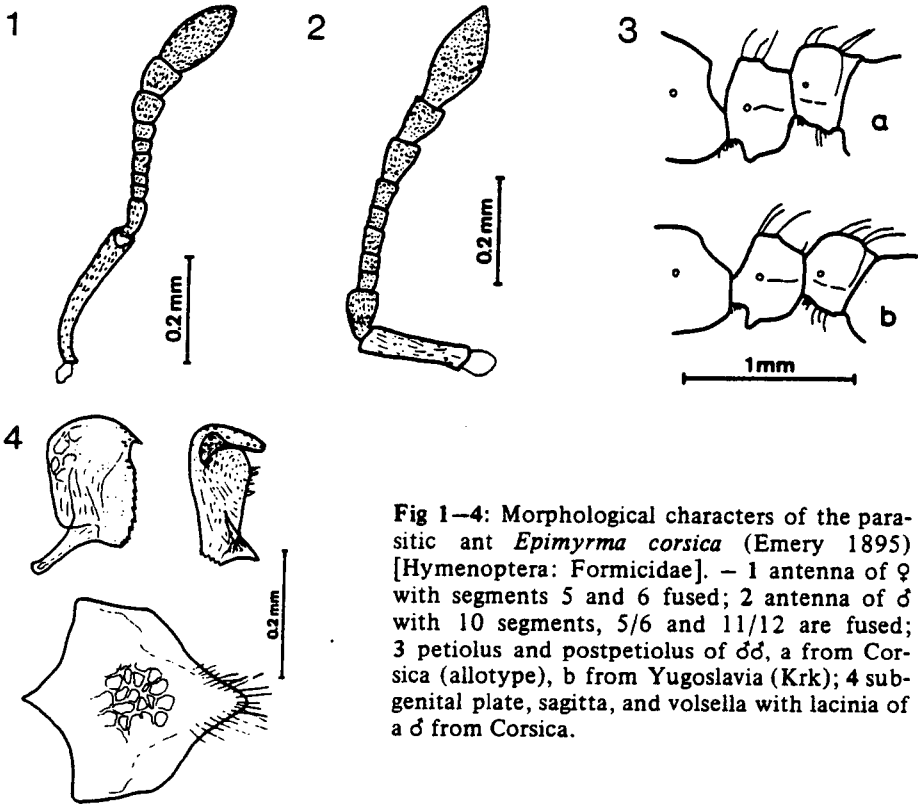 1
2
3
a
b
0.2 mm
0.2 mm
1mm
4
0.2 mm
Fig 1—4: Morphological characters of the para-
sitic ant Epimyrma corsica (Emery 1895)
[Hymenoptera: Formicidae]. — 1 antenna of ♀
with segments 5 and 6 fused; 2 antenna of ♂
with 10 segments, 5/6 and 11/12 are fused;
3 petiolus and postpetiolus of ♂♂, a from Cor-
sica (allotype), b from Yugoslavia (Krk); 4 sub-
genital plate, sagitta, and volsella with lacinia of
a ♂ from Corsica.